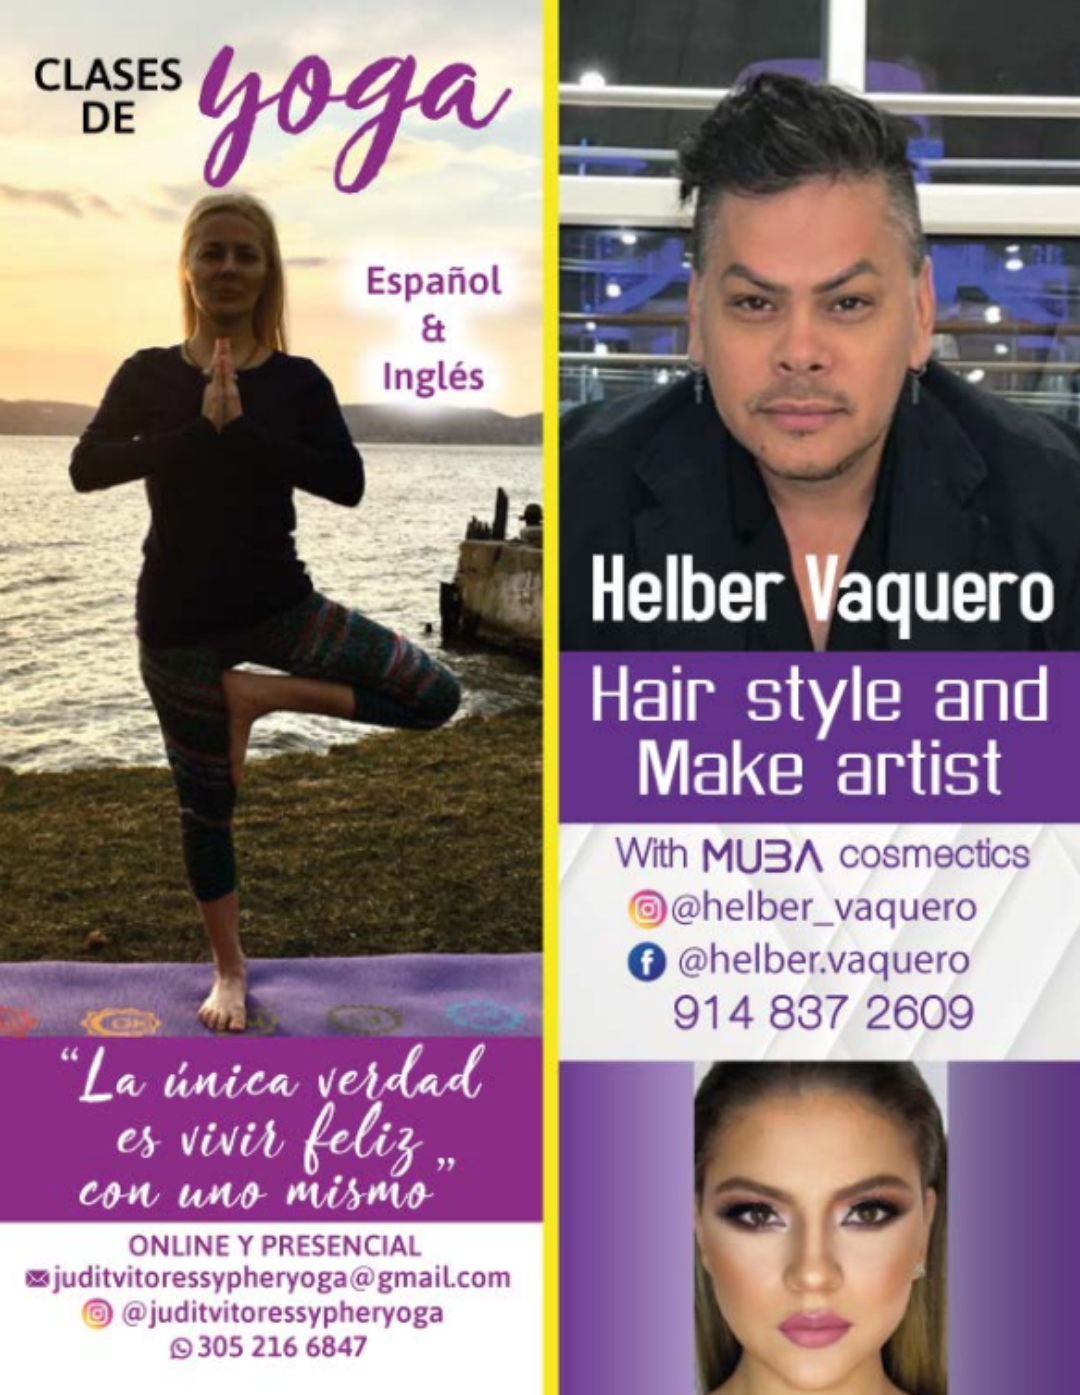 CLASES
DE
yoga
Español
&
Inglés
“La única verdad
es vivir feliz
con uno mismo”
ONLINE Y PRESENCIAL
juditvitoressypheryoga@gmail.com
@juditvitoressypheryoga
305 216 6847
Helber Vaquero
Hair style and
Make artist
With MUBA cosmectics
@helber_vaquero
@helber.vaquero
914 837 2609